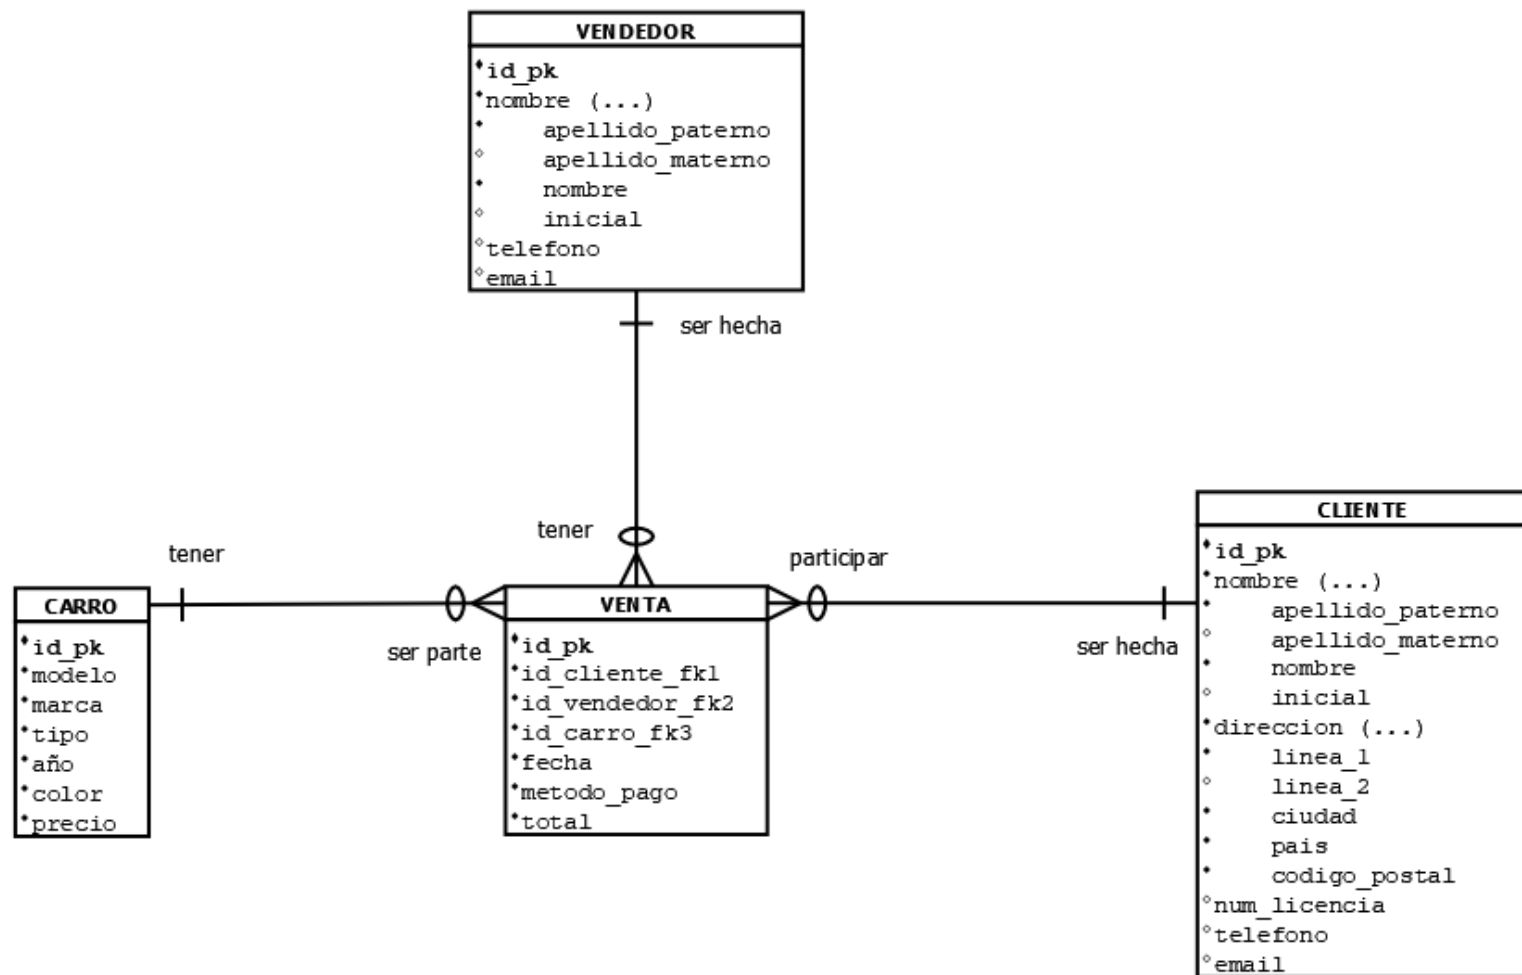 VENDEDOR
id_pk
nombre (...)
apellido_paterno
apellido_materno
nombre
inicial
telefono
email
ser hecha
tener
tener
participar
ser parte
ser hecha
CARRO
id_pk
modelo
marca
tipo
año
color
precio
VENTA
id_pk
id_cliente_fk1
id_vendedor_fk2
id_carro_fk3
fecha
metodo_pago
total
CLIENTE
id_pk
nombre (...)
apellido_paterno
apellido_materno
nombre
inicial
direccion (...)
linea_1
linea_2
ciudad
pais
codigo_postal
num_licencia
telefono
email